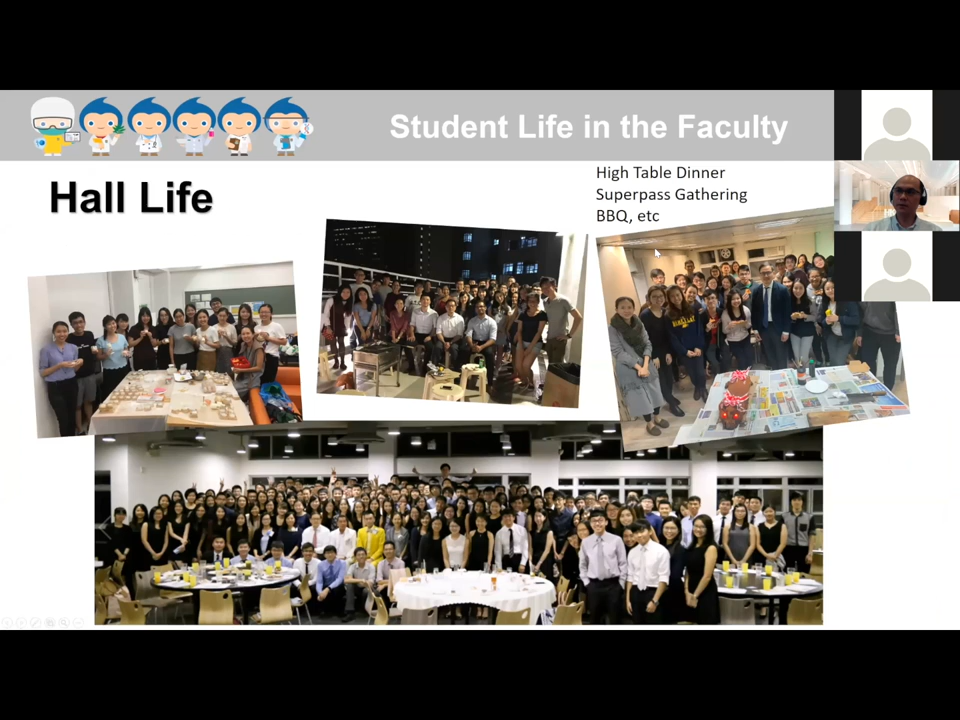 Student Life in the Faculty
Hall Life
High Table Dinner
Superpass Gathering
BBQ, etc